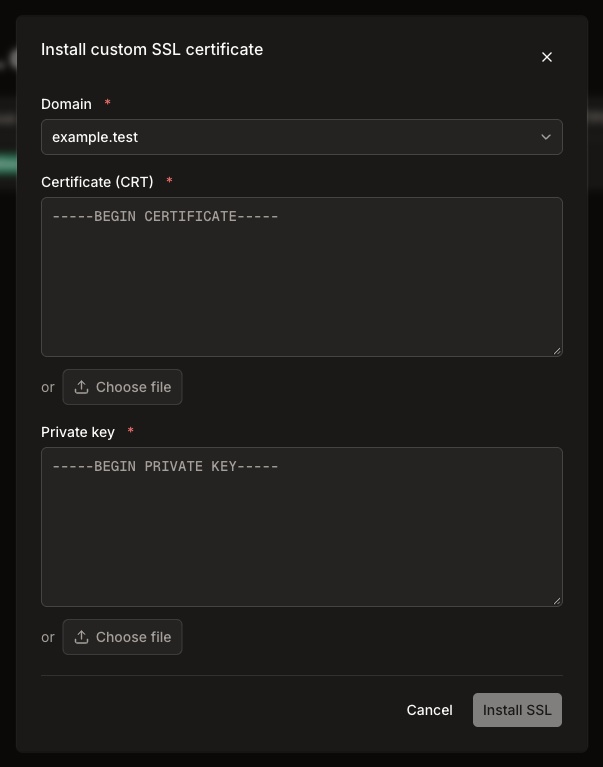 Install custom SSL certificate
Domain *
example.test
Certificate (CRT) *
-----BEGIN CERTIFICATE-----
or Choose file
Private key *
-----BEGIN PRIVATE KEY-----
or Choose file
Cancel Install SSL